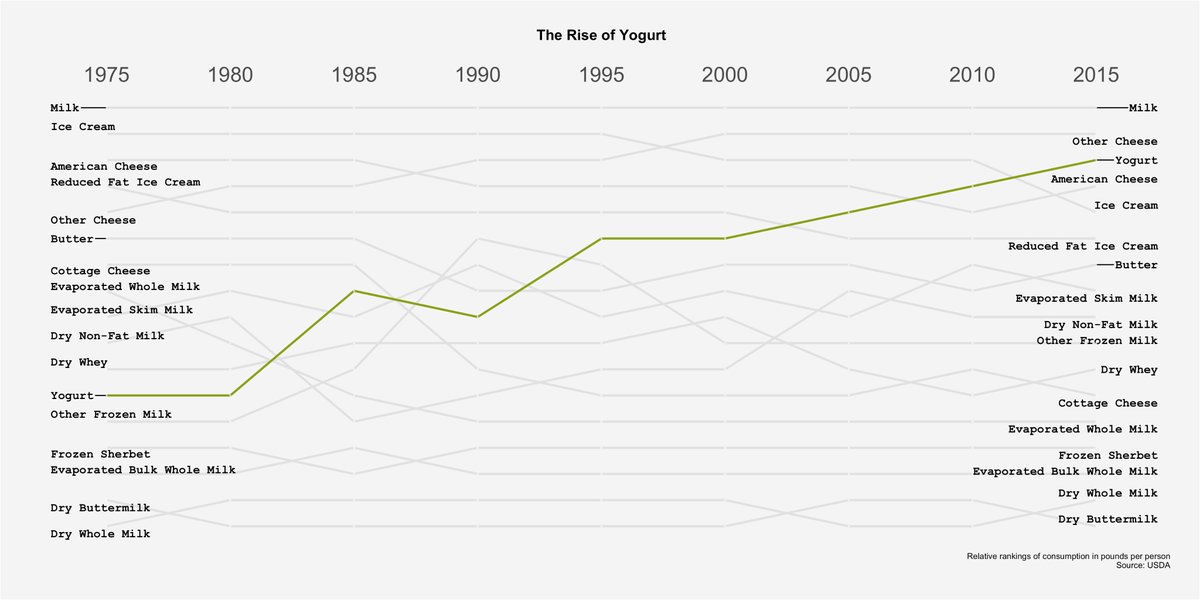 The Rise of Yogurt
1975 1980 1985 1990 1995 2000 2005 2010 2015
Milk
Ice Cream
American Cheese
Reduced Fat Ice Cream
Other Cheese
Butter
Cottage Cheese
Evaporated Whole Milk
Evaporated Skim Milk
Dry Non-Fat Milk
Dry Whey
Yogurt
Other Frozen Milk
Frozen Sherbet
Evaporated Bulk Whole Milk
Dry Buttermilk
Dry Whole Milk
Milk
Other Cheese
Yogurt
American Cheese
Ice Cream
Reduced Fat Ice Cream
Butter
Evaporated Skim Milk
Dry Non-Fat Milk
Other Frozen Milk
Dry Whey
Cottage Cheese
Evaporated Whole Milk
Frozen Sherbet
Evaporated Bulk Whole Milk
Dry Whole Milk
Dry Buttermilk
Relative rankings of consumption in pounds per person
Source: USDA